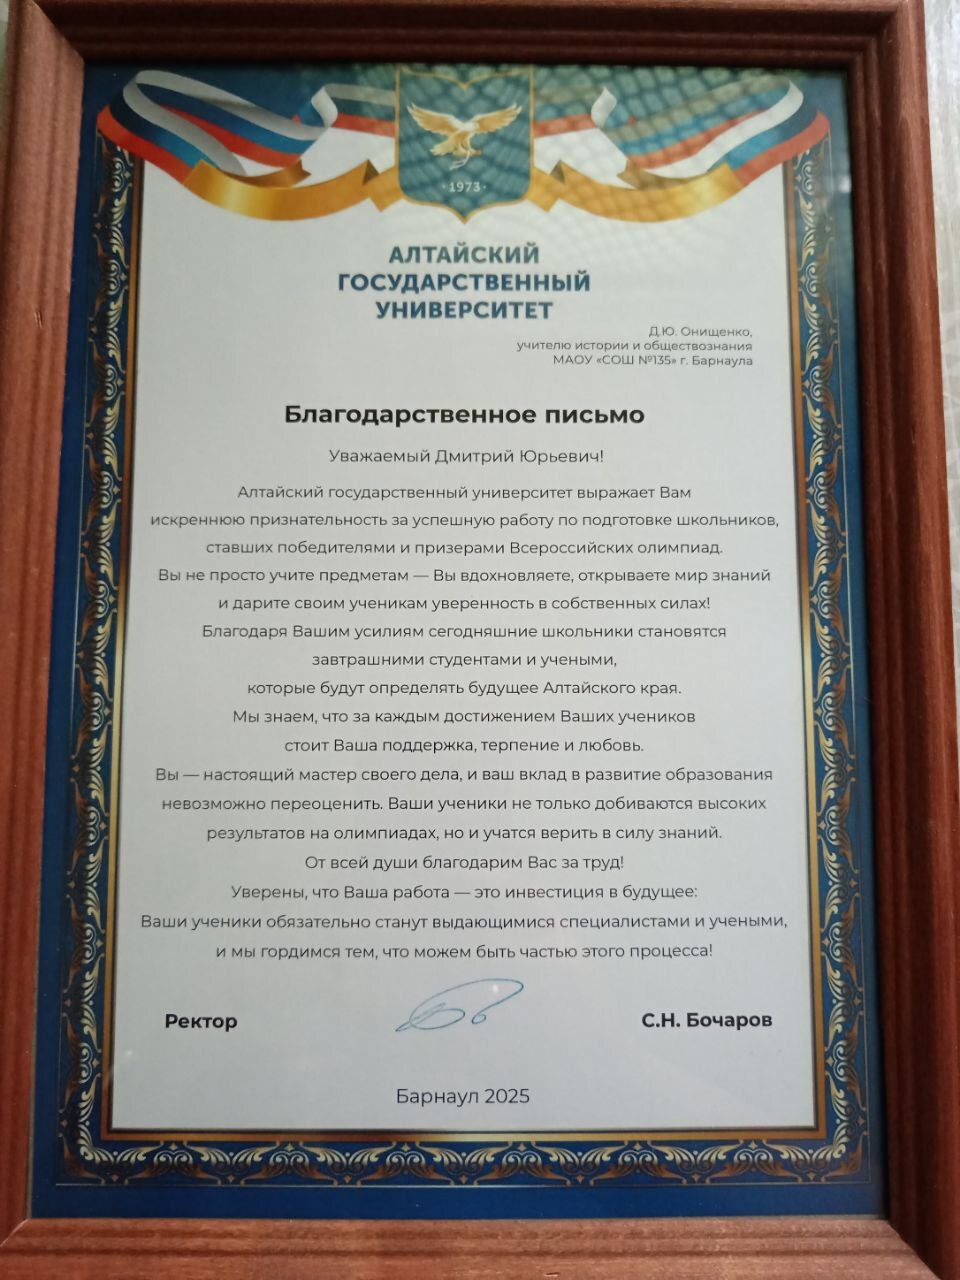 ·1973·
АЛТАЙСКИЙ
ГОСУДАРСТВЕННЫЙ
УНИВЕРСИТЕТ
Д.Ю. Онищенко,
учителю истории и обществознания
МАОУ «СОШ №135» г. Барнаула
Благодарственное письмо
Уважаемый Дмитрий Юрьевич!
Алтайский государственный университет выражает Вам
искреннюю признательность за успешную работу по подготовке школьников,
ставших победителями и призерами Всероссийских олимпиад.
Вы не просто учите предметам — Вы вдохновляете, открываете мир знаний
и дарите своим ученикам уверенность в собственных силах!
Благодаря Вашим усилиям сегодняшние школьники становятся
завтрашними студентами и учеными,
которые будут определять будущее Алтайского края.
Мы знаем, что за каждым достижением Ваших учеников
стоит Ваша поддержка, терпение и любовь.
Вы — настоящий мастер своего дела, и ваш вклад в развитие образования
невозможно переоценить. Ваши ученики не только добиваются высоких
результатов на олимпиадах, но и учатся верить в силу знаний.
От всей души благодарим Вас за труд!
Уверены, что Ваша работа — это инвестиция в будущее:
Ваши ученики обязательно станут выдающимися специалистами и учеными,
и мы гордимся тем, что можем быть частью этого процесса!
Ректор С.Н. Бочаров
Барнаул 2025